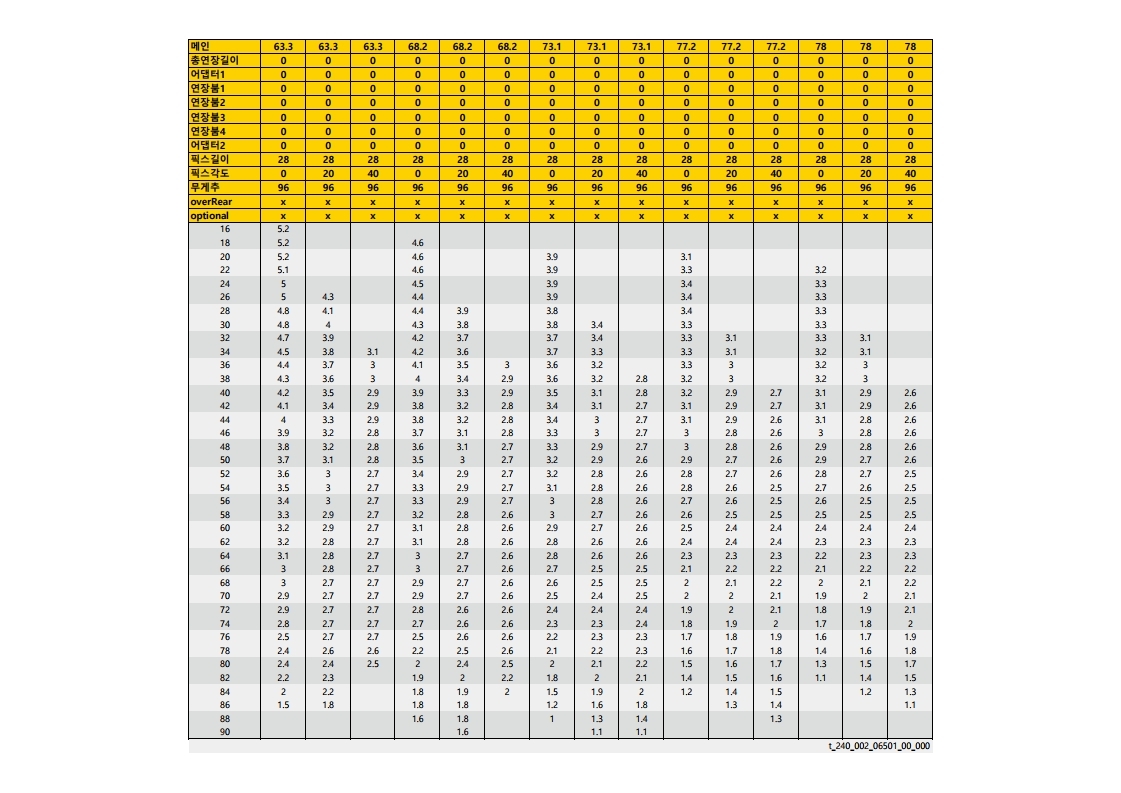 메인 63.3 63.3 63.3 68.2 68.2 68.2 73.1 73.1 73.1 77.2 77.2 77.2 78 78 78
총연장길이 0 0 0 0 0 0 0 0 0 0 0 0 0 0 0
어댑터1 0 0 0 0 0 0 0 0 0 0 0 0 0 0 0
연장붐1 0 0 0 0 0 0 0 0 0 0 0 0 0 0 0
연장붐2 0 0 0 0 0 0 0 0 0 0 0 0 0 0 0
연장붐3 0 0 0 0 0 0 0 0 0 0 0 0 0 0 0
연장붐4 0 0 0 0 0 0 0 0 0 0 0 0 0 0 0
어댑터2 0 0 0 0 0 0 0 0 0 0 0 0 0 0 0
픽스길이 28 28 28 28 28 28 28 28 28 28 28 28 28 28 28
픽스각도 0 20 40 0 20 40 0 20 40 0 20 40 0 20 40
무게추 96 96 96 96 96 96 96 96 96 96 96 96 96 96 96
overRear x x x x x x x x x x x x x x x
optional x x x x x x x x x x x x x x x
16 5.2
18 5.2 4.6
20 5.2 4.6 3.9 3.1
22 5.1 4.6 3.9 3.3 3.2
24 5 4.5 3.9 3.4 3.3
26 5 4.3 4.4 3.9 3.4 3.3
28 4.8 4.1 4.4 3.9 3.8 3.4 3.3
30 4.8 4 4.3 3.8 3.8 3.4 3.3 3.3
32 4.7 3.9 4.2 3.7 3.7 3.4 3.3 3.1 3.3 3.1
34 4.5 3.8 3.1 4.2 3.6 3.7 3.3 3.3 3.1 3.2 3.1
36 4.4 3.7 3 4.1 3.5 3 3.6 3.2 3.3 3 3.2 3
38 4.3 3.6 3 4 3.4 2.9 3.6 3.2 2.8 3.2 3 3.2 3
40 4.2 3.5 2.9 3.9 3.3 2.9 3.5 3.1 2.8 3.2 2.9 2.7 3.1 2.9 2.6
42 4.1 3.4 2.9 3.8 3.2 2.8 3.4 3.1 2.7 3.1 2.9 2.7 3.1 2.9 2.6
44 4 3.3 2.9 3.8 3.2 2.8 3.4 3 2.7 3.1 2.9 2.6 3.1 2.8 2.6
46 3.9 3.2 2.8 3.7 3.1 2.8 3.3 3 2.7 3 2.8 2.6 3 2.8 2.6
48 3.8 3.2 2.8 3.6 3.1 2.7 3.3 2.9 2.7 3 2.8 2.6 2.9 2.8 2.6
50 3.7 3.1 2.8 3.5 3 2.7 3.2 2.9 2.6 2.9 2.7 2.6 2.9 2.7 2.6
52 3.6 3 2.7 3.4 2.9 2.7 3.2 2.8 2.6 2.8 2.7 2.6 2.8 2.7 2.5
54 3.5 3 2.7 3.3 2.9 2.7 3.1 2.8 2.6 2.8 2.6 2.5 2.7 2.6 2.5
56 3.4 3 2.7 3.3 2.9 2.7 3 2.8 2.6 2.7 2.6 2.5 2.6 2.5 2.5
58 3.3 2.9 2.7 3.2 2.8 2.6 3 2.7 2.6 2.6 2.5 2.5 2.5 2.5 2.5
60 3.2 2.9 2.7 3.1 2.8 2.6 2.9 2.7 2.6 2.5 2.4 2.4 2.4 2.4 2.4
62 3.2 2.8 2.7 3.1 2.8 2.6 2.8 2.6 2.6 2.4 2.4 2.4 2.3 2.3 2.3
64 3.1 2.8 2.7 3 2.7 2.6 2.8 2.6 2.6 2.3 2.3 2.3 2.2 2.3 2.3
66 3 2.8 2.7 3 2.7 2.6 2.7 2.5 2.5 2.1 2.2 2.2 2.1 2.2 2.2
68 3 2.7 2.7 2.9 2.7 2.6 2.6 2.5 2.5 2 2.1 2.2 2 2.1 2.2
70 2.9 2.7 2.7 2.9 2.7 2.6 2.5 2.4 2.5 2 2 2.1 1.9 2 2.1
72 2.9 2.7 2.7 2.8 2.6 2.6 2.4 2.4 2.4 1.9 2 2.1 1.8 1.9 2.1
74 2.8 2.7 2.7 2.7 2.6 2.6 2.3 2.3 2.4 1.8 1.9 2 1.7 1.8 2
76 2.5 2.7 2.7 2.5 2.6 2.6 2.2 2.3 2.3 1.7 1.8 1.9 1.6 1.7 1.9
78 2.4 2.6 2.6 2.2 2.5 2.6 2.1 2.2 2.3 1.6 1.7 1.8 1.4 1.6 1.8
80 2.4 2.4 2.5 2 2.4 2.5 2 2.1 2.2 1.5 1.6 1.7 1.3 1.5 1.7
82 2.2 2.3 1.9 2 2.2 1.8 2 2.1 1.4 1.5 1.6 1.1 1.4 1.5
84 2 2.2 1.8 1.9 2 1.5 1.9 2 1.2 1.4 1.5 1.2 1.3
86 1.5 1.8 1.8 1.8 1.2 1.6 1.8 1.3 1.4 1.1
88 1.6 1.8 1 1.3 1.4 1.3
90 1.6 1.1 1.1
t_240_002_06501_00_000